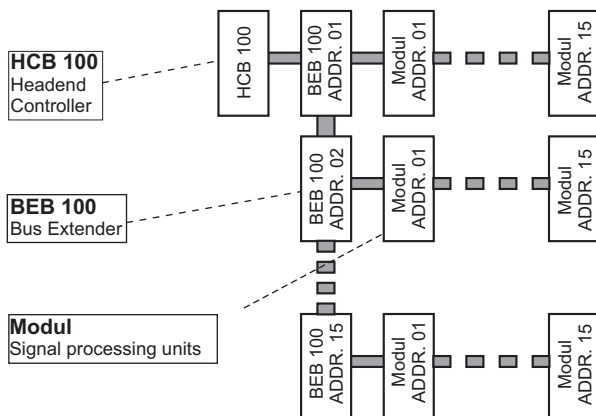 HCB 100
Headend
Controller
HCB 100
BEB 100
ADDR. 01
Modul
ADDR. 01
Modul
ADDR. 15
BEB 100
Bus Extender
BEB 100
ADDR. 02
Modul
ADDR. 01
Modul
ADDR. 15
Modul
Signal processing units
BEB 100
ADDR. 15
Modul
ADDR. 01
Modul
ADDR. 15